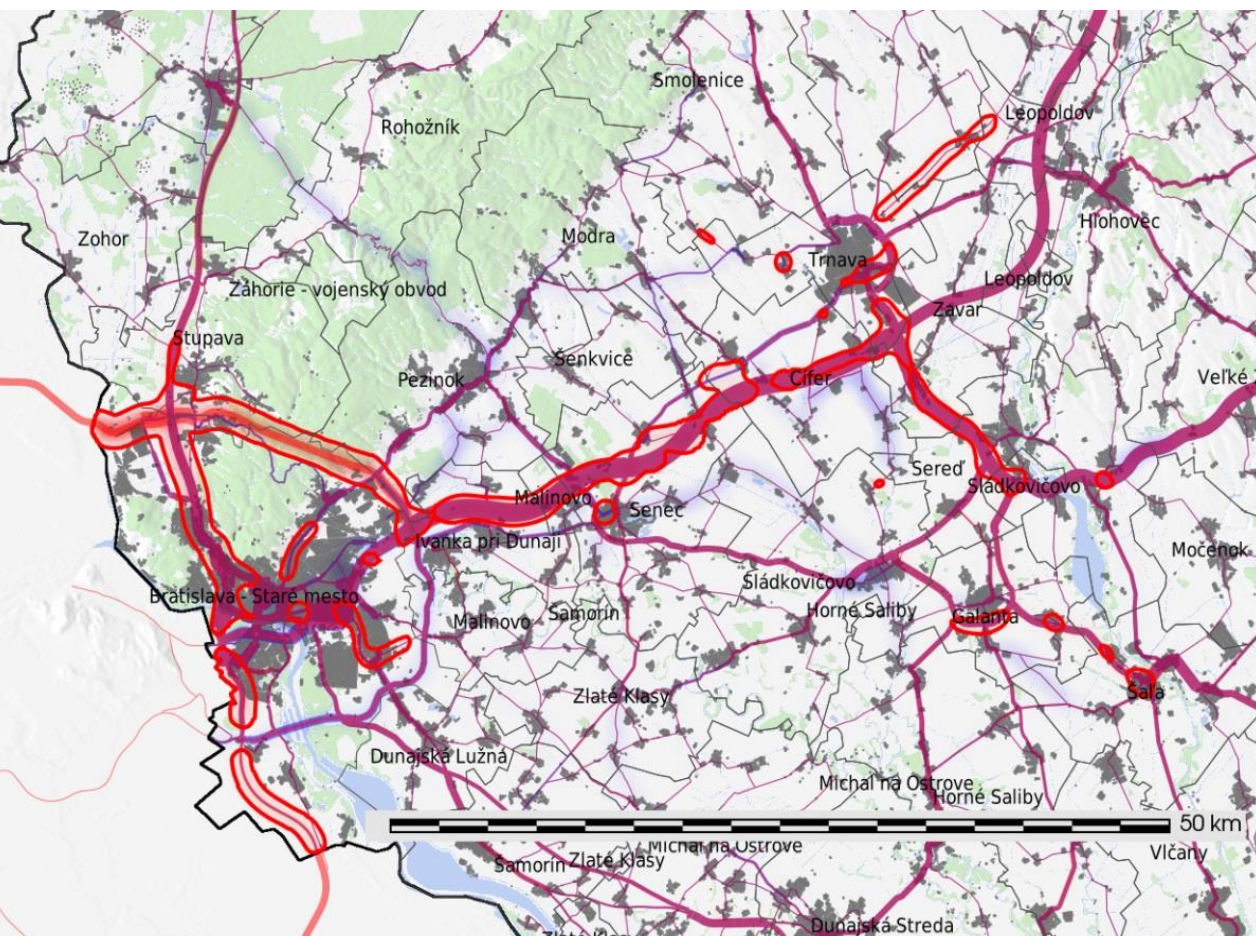 Smolenice
Leopoldov
Rohožník
Hlohovec
Modra
Zohor
Trnava
Leopoldov
Záhorie - vojenský obvod
Zavar
Stupava
Šenkvice
Pezinok
Cífer
Veľké
Sereď
Sládkovičovo
Malinovo
Senec
Ivanka pri Dunaji
Močenok
Sládkovičovo
Bratislava - Staré mesto
Horné Saliby
Šamorín
Galanta
Malinovo
Šaľa
Zlaté Klasy
Dunajská Lužná
Michal na Ostrove
Horné Saliby
50 km
Michal na Ostrove
Vlčany
Šamorín
Zlaté Klasy
Dunajská Streda